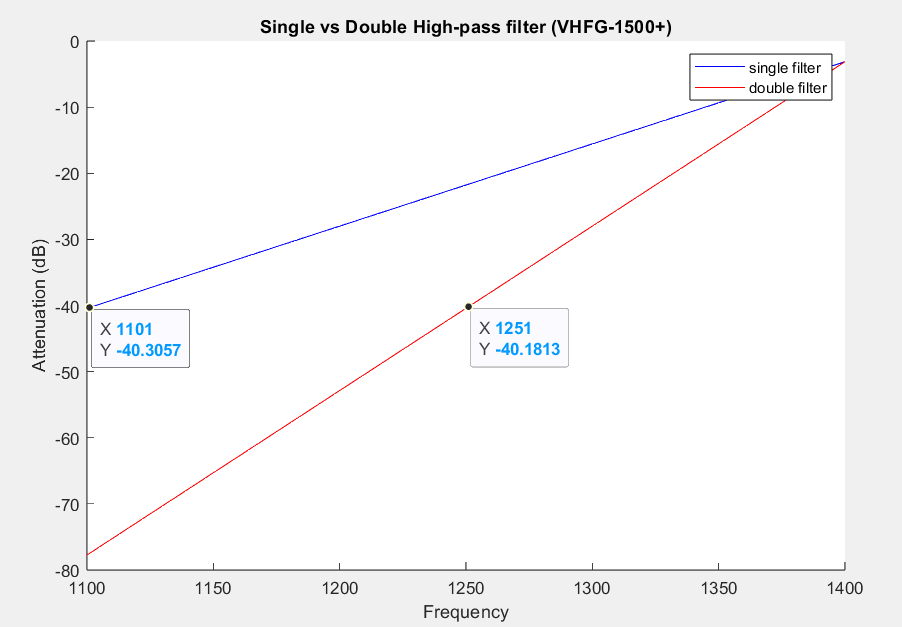 Single vs Double High-pass filter (VHFG-1500+)
single filter
double filter
0
-10
-20
-30
-40
-50
-60
-70
-80
Attenuation (dB)
X 1101
Y -40.3057
X 1251
Y -40.1813
1100
1150
1200
1250
1300
1350
1400
Frequency